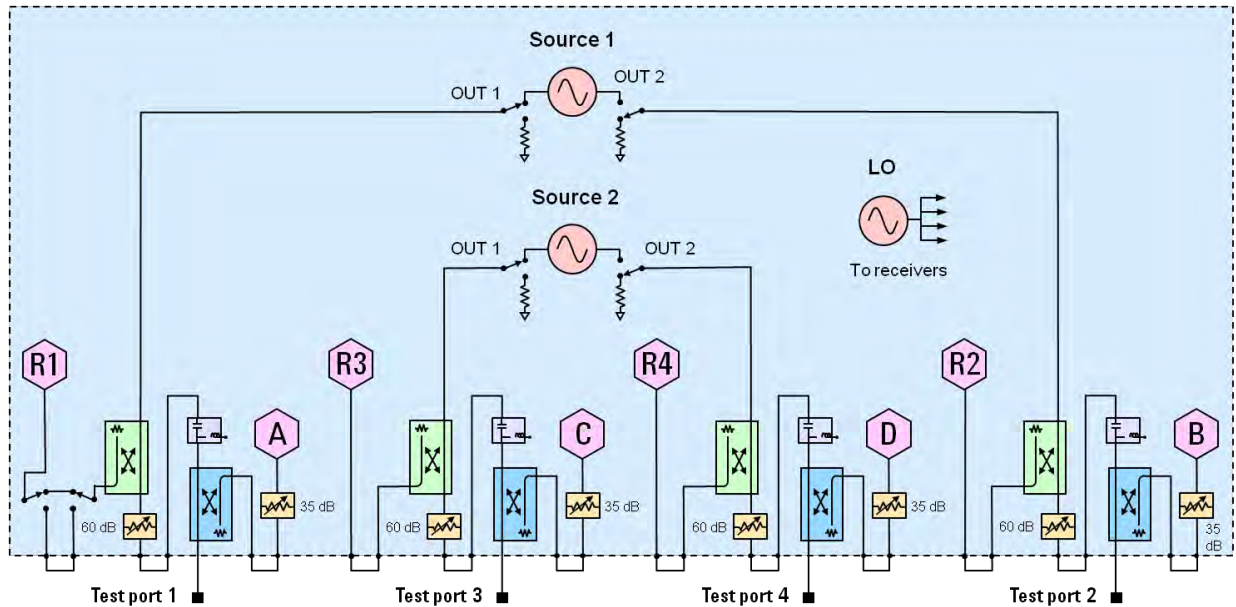 Source 1
OUT 1
OUT 2
LO
Source 2
OUT 1
OUT 2
To receivers
R1
R3
R4
R2
A
C
D
B
60 dB
35 dB
60 dB
35 dB
60 dB
35 dB
60 dB
35
dB
Test port 1
Test port 3
Test port 4
Test port 2